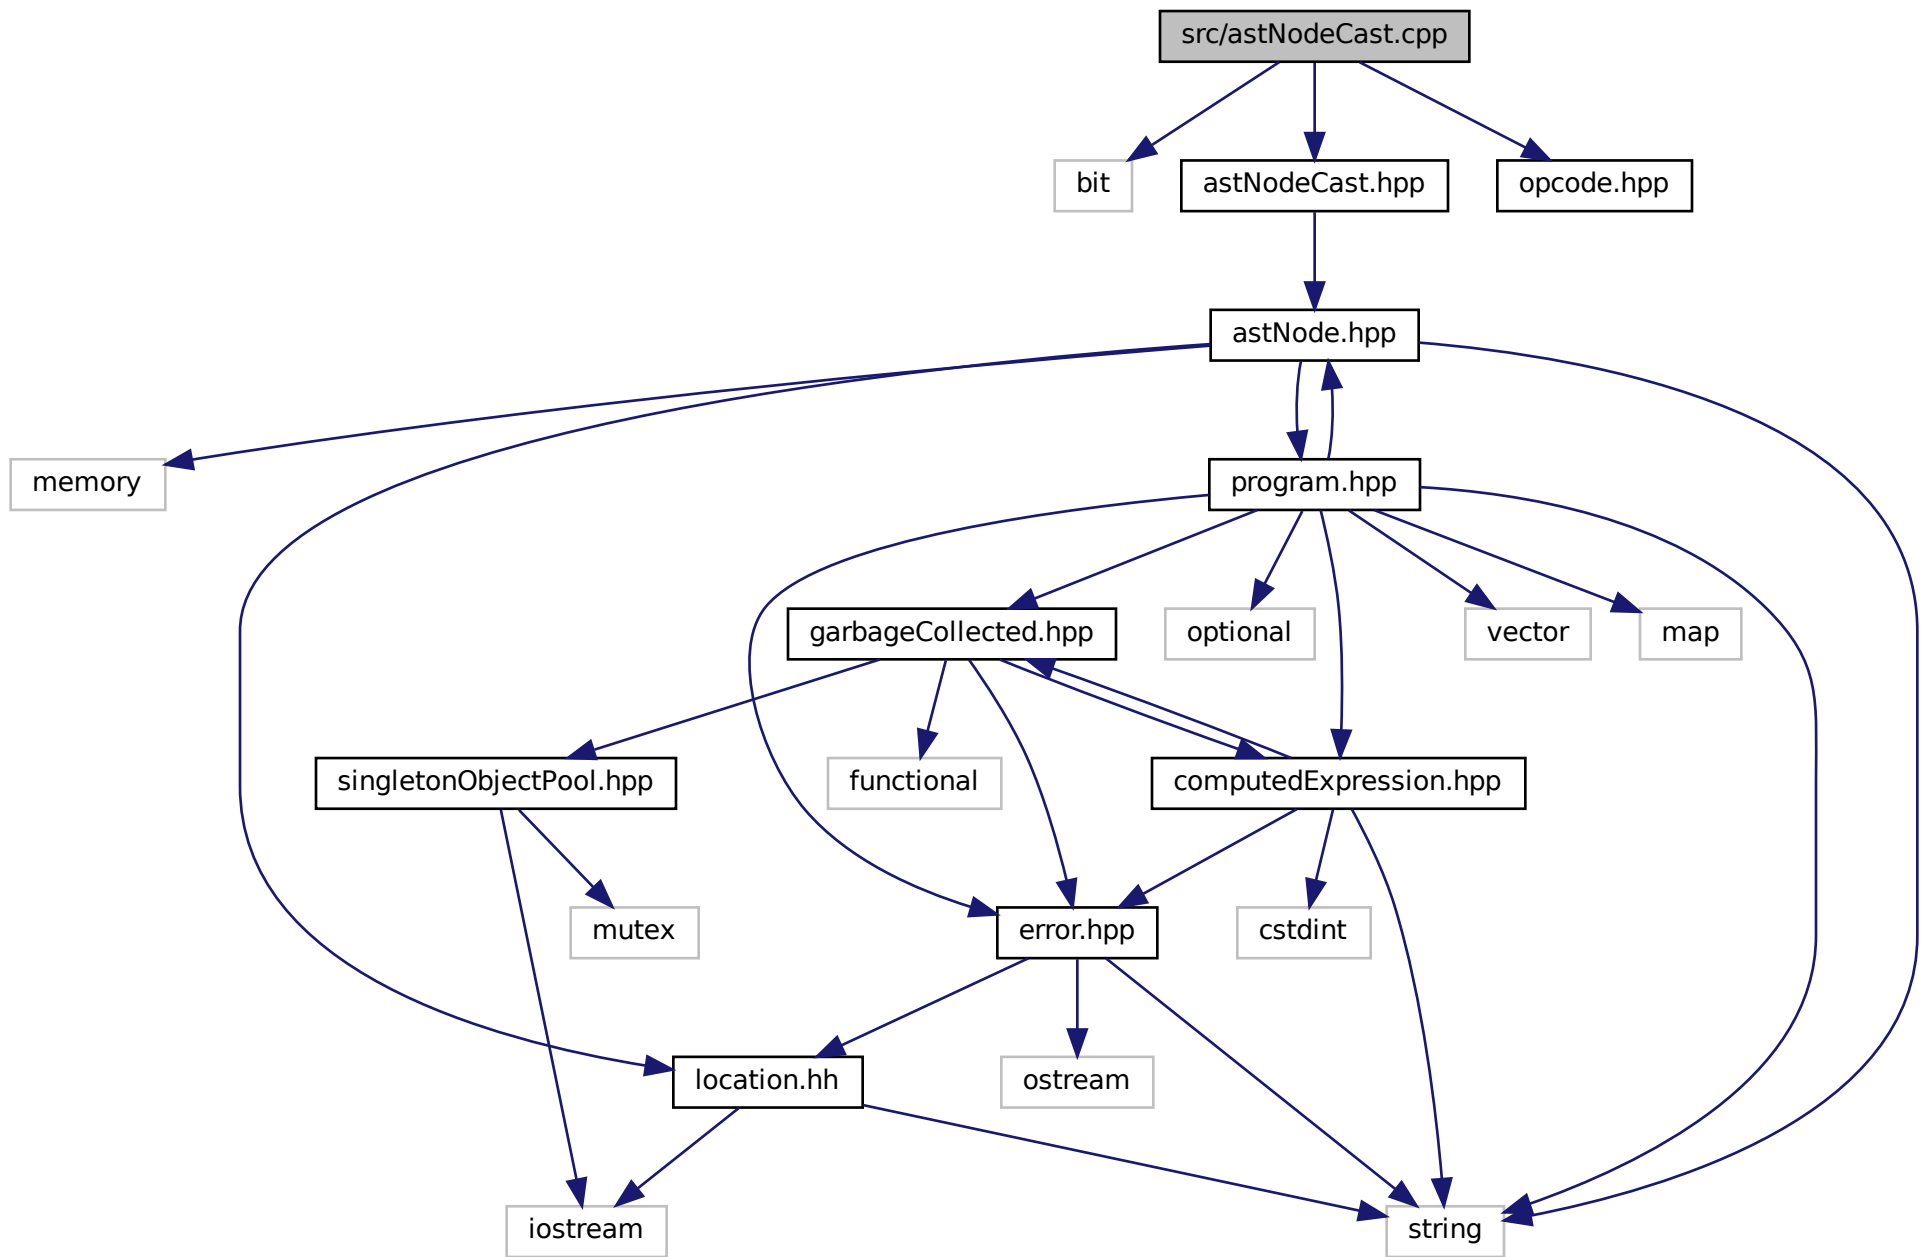 src/astNodeCast.cpp
bit
astNodeCast.hpp
opcode.hpp
astNode.hpp
memory
program.hpp
garbageCollected.hpp
optional
vector
map
singletonObjectPool.hpp
functional
computedExpression.hpp
mutex
error.hpp
cstdint
location.hh
ostream
iostream
string